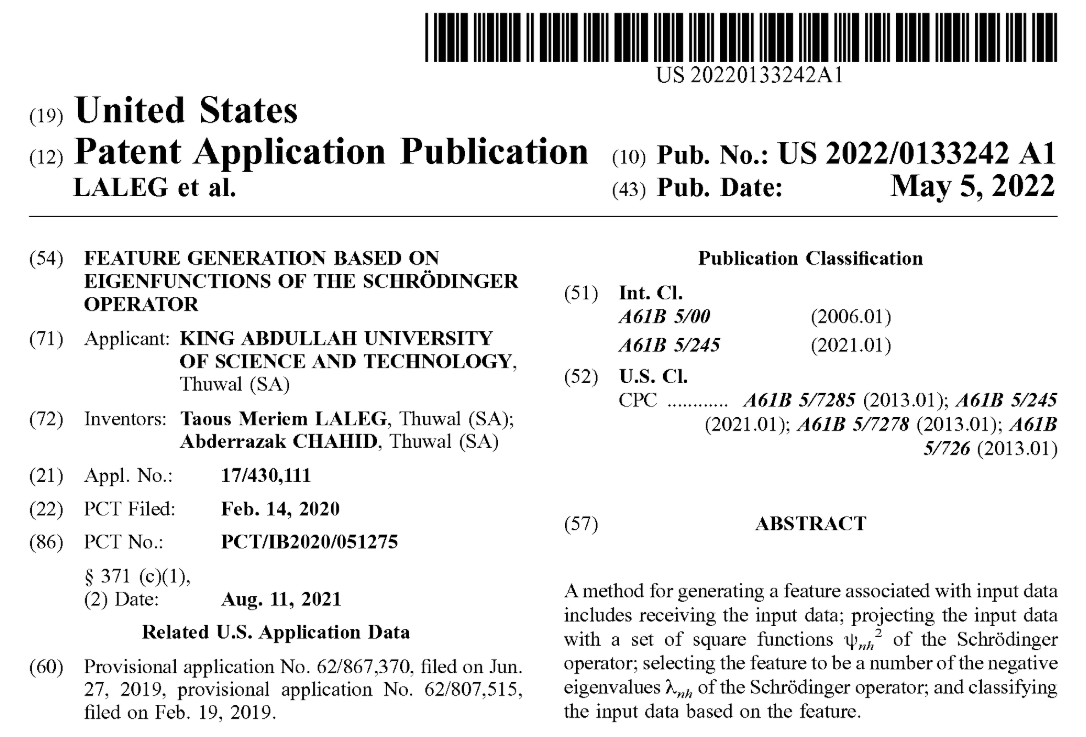 US 20220133242A1
(19) United States
(12) Patent Application Publication
LALEG et al.
(10) Pub. No.: US 2022/0133242 A1
(43) Pub. Date: May 5, 2022
(54) FEATURE GENERATION BASED ON
EIGENFUNCTIONS OF THE SCHRÖDINGER
OPERATOR
(71) Applicant: KING ABDULLAH UNIVERSITY
OF SCIENCE AND TECHNOLOGY,
Thuwal (SA)
(72) Inventors: Taous Meriem LALEG, Thuwal (SA);
Abderrazak CHAHID, Thuwal (SA)
(21) Appl. No.: 17/430,111
(22) PCT Filed: Feb. 14, 2020
(86) PCT No.: PCT/IB2020/051275
§ 371 (c)(1),
(2) Date: Aug. 11, 2021
Related U.S. Application Data
(60) Provisional application No. 62/867,370, filed on Jun.
27, 2019, provisional application No. 62/807,515,
filed on Feb. 19, 2019.
Publication Classification
(51) Int. Cl.
A61B 5/00 (2006.01)
A61B 5/245 (2021.01)
(52) U.S. Cl.
CPC ............ A61B 5/7285 (2013.01); A61B 5/245
(2021.01); A61B 5/7278 (2013.01); A61B
5/726 (2013.01)
(57) ABSTRACT
A method for generating a feature associated with input data
includes receiving the input data; projecting the input data
with a set of square functions ψnh² of the Schrödinger
operator; selecting the feature to be a number of the negative
eigenvalues λnh of the Schrödinger operator; and classifying
the input data based on the feature.